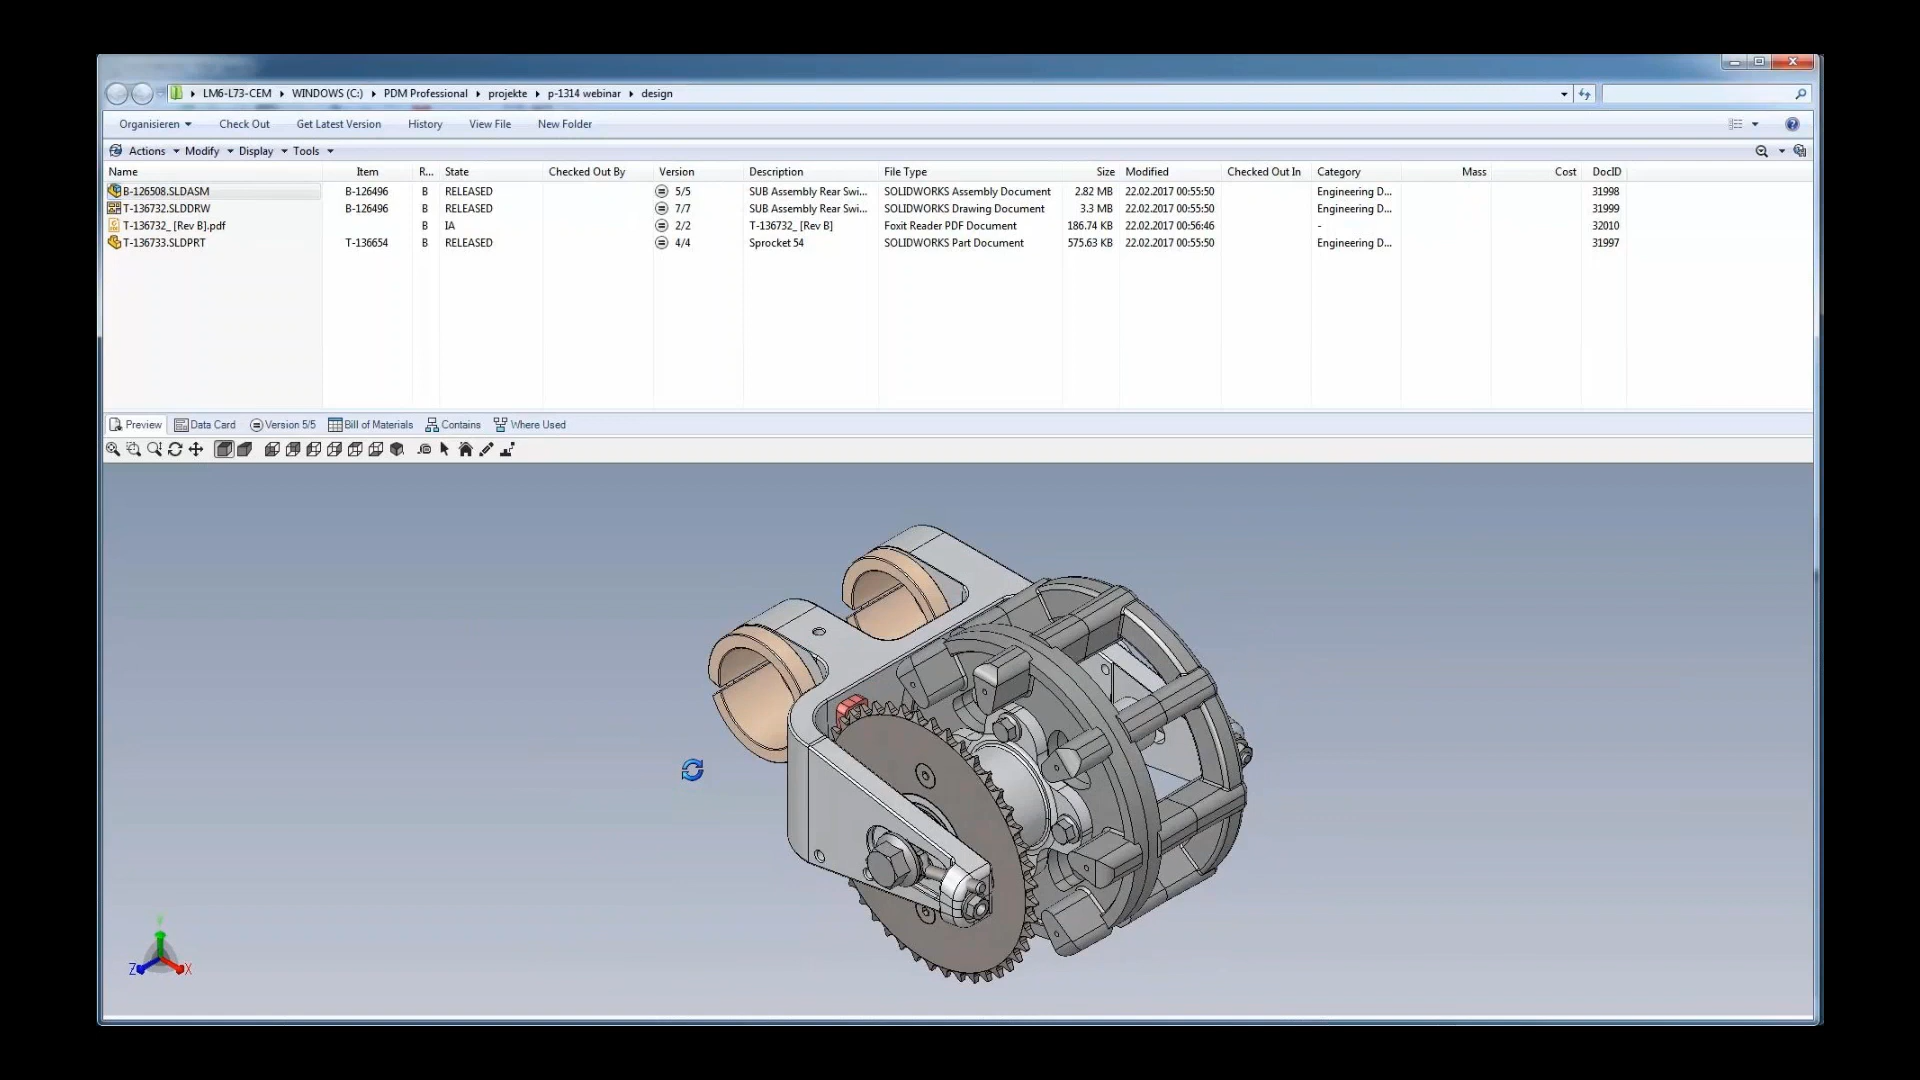 LM6-L73-CEM WINDOWS (C:) PDM Professional projekte p-1314 webinar design
Organisieren Check Out Get Latest Version History View File New Folder
Actions Modify Display Tools
Name Item R... State Checked Out By Version Description File Type Size Modified Checked Out In Category Mass Cost DocID
B-126508.SLDASM B-126496 B RELEASED 5/5 SUB Assembly Rear Swi... SOLIDWORKS Assembly Document 2.82 MB 22.02.2017 00:55:50 Engineering D... 31998
T-136732.SLDDRW B-126496 B RELEASED 7/7 SUB Assembly Rear Swi... SOLIDWORKS Drawing Document 3.3 MB 22.02.2017 00:55:50 Engineering D... 31999
T-136732_ [Rev B].pdf B IA 2/2 T-136732_ [Rev B] Foxit Reader PDF Document 186.74 KB 22.02.2017 00:56:46 - 32010
T-136733.SLDPRT T-136654 B RELEASED 4/4 Sprocket 54 SOLIDWORKS Part Document 575.63 KB 22.02.2017 00:55:50 Engineering D... 31997
Preview Data Card Version 5/5 Bill of Materials Contains Where Used
Y
Z X